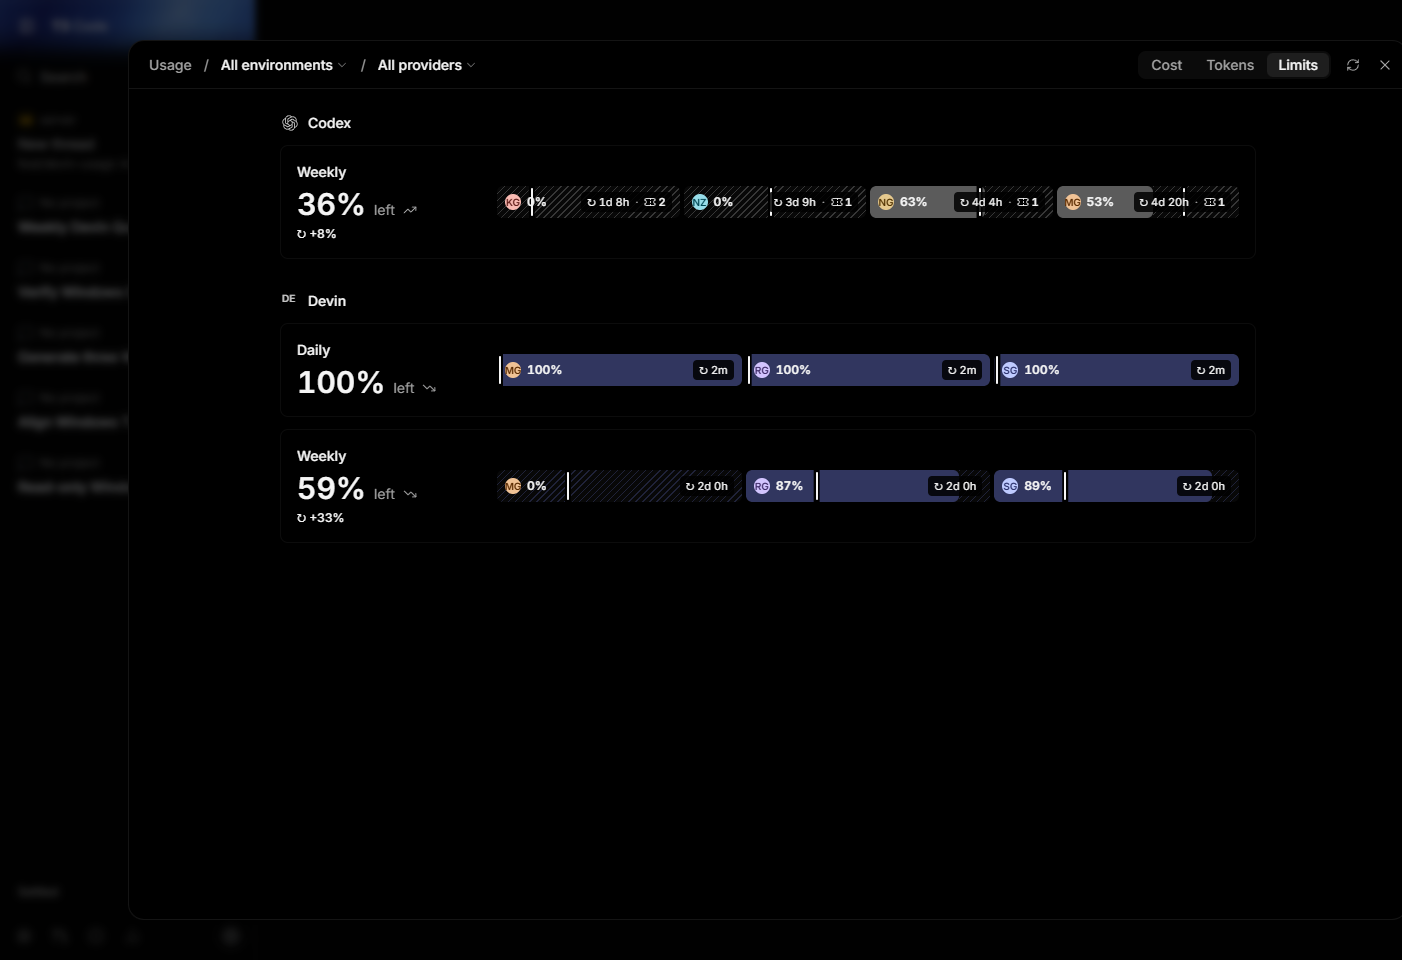 Usage / All environments / All providers
Cost Tokens Limits
Codex
Weekly
36% left
↻ +8%
KG 0% ↻ 1d 8h · 2
NZ 0% ↻ 3d 9h · 1
NG 63% ↻ 4d 4h · 1
MG 53% ↻ 4d 20h · 1
DE Devin
Daily
100% left
MG 100% ↻ 2m
RG 100% ↻ 2m
SG 100% ↻ 2m
Weekly
59% left
↻ +33%
MG 0% ↻ 2d 0h
RG 87% ↻ 2d 0h
SG 89% ↻ 2d 0h